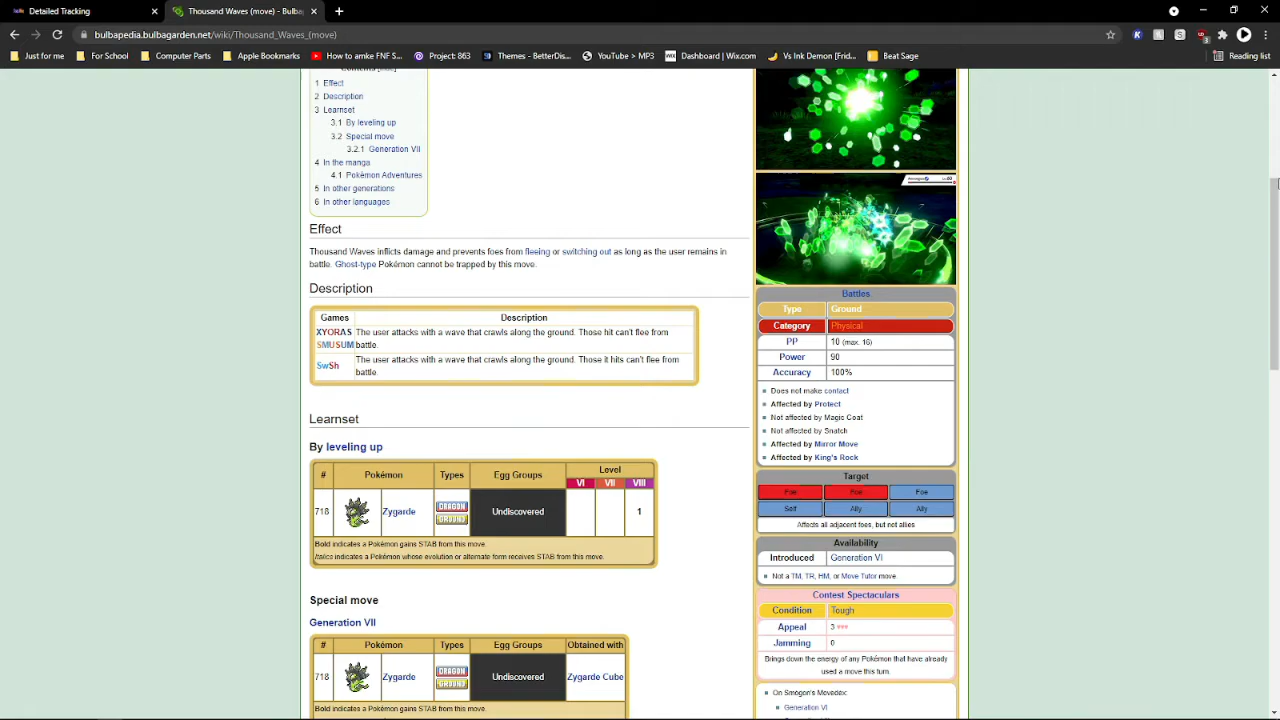 Detailed Tracking
Thousand Waves (move) - Bulba
bulbapedia.bulbagarden.net/wiki/Thousand_Waves_(move)
Just for me
For School
Computer Parts
Apple Bookmarks
How to amke FNF S...
Project 863
Themes - BetterDis...
YouTube > MP3
Dashboard | Wix.com
Vs Ink Demon [Frid...
Beat Sage
Reading list
1 Effect
2 Description
3 Learnset
3.1 By leveling up
3.2 Special move
3.2.1 Generation VII
4 In the manga
4.1 Pokémon Adventures
5 In other generations
6 In other languages
Effect
Thousand Waves inflicts damage and prevents foes from fleeing or switching out as long as the user remains in
battle. Ghost-type Pokémon cannot be trapped by this move.
Description
Games Description
XYORAS The user attacks with a wave that crawls along the ground. Those hit can't flee from
SMUSUM battle.
SwSh The user attacks with a wave that crawls along the ground. Those it hits can't flee from
battle.
Learnset
By leveling up
# Pokémon Types Egg Groups Level
VI VII VIII
718 Zygarde DRAGON GROUND Undiscovered 1
Bold indicates a Pokémon gains STAB from this move.
Italic indicates a Pokémon whose evolution or alternate form receives STAB from this move.
Special move
Generation VII
# Pokémon Types Egg Groups Obtained with
718 Zygarde DRAGON GROUND Undiscovered Zygarde Cube
Bold indicates a Pokémon gains STAB from this move.
Battles
Type Ground
Category Physical
PP 10 (max. 16)
Power 90
Accuracy 100%
Does not make contact
Affected by Protect
Not affected by Magic Coat
Not affected by Snatch
Affected by Mirror Move
Affected by King's Rock
Target
Foe Foe Foe
Self Ally Ally
Affects all adjacent foes, but not allies
Availability
Introduced Generation VI
Not a TM, TR, HM, or Move Tutor move.
Contest Spectaculars
Condition Tough
Appeal 3 ♥♥♥
Jamming 0
Brings down the energy of any Pokémon that have already
used a move this turn.
On Smogon's Movedex:
Generation VI